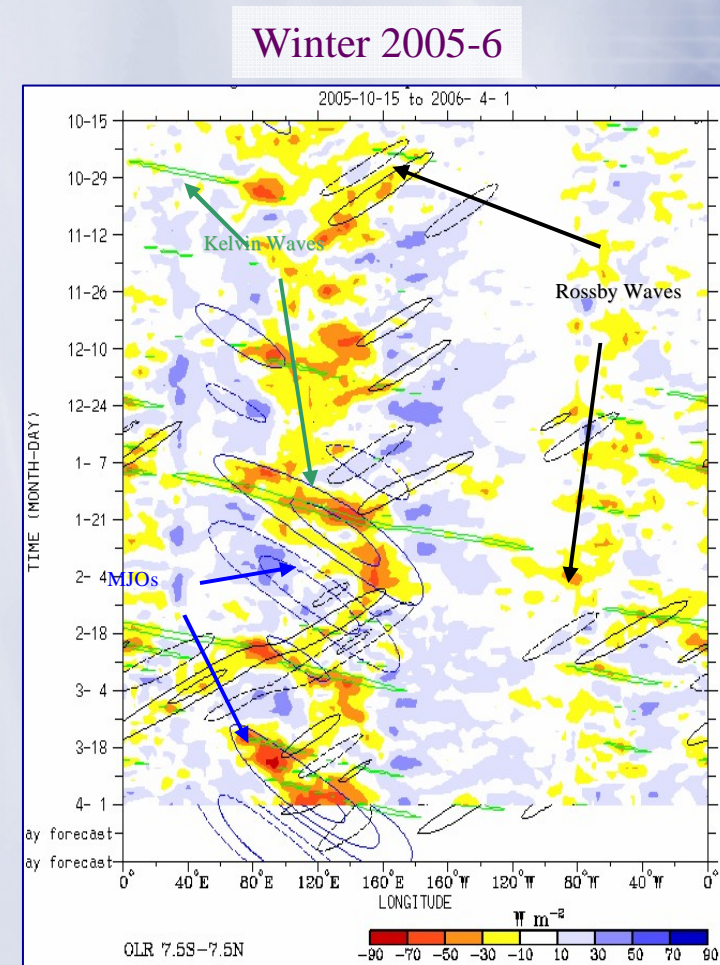 Winter 2005-6
2005-10-15 to 2006- 4- 1
10-15
10-29
11-12
11-26
12-10
12-24
1- 7
1-21
2- 4
2-18
3- 4
3-18
4- 1
ay forecast
ay forecast
TIME (MONTH-DAY)
Kelvin Waves
Rossby Waves
MJOs
0° 40°E 80°E 120°E 160°E 160°W 120°W 80°W 40°W 0°
LONGITUDE
W m⁻²
OLR 7.5S-7.5N
-90 -70 -50 -30 -10 10 30 50 70 90